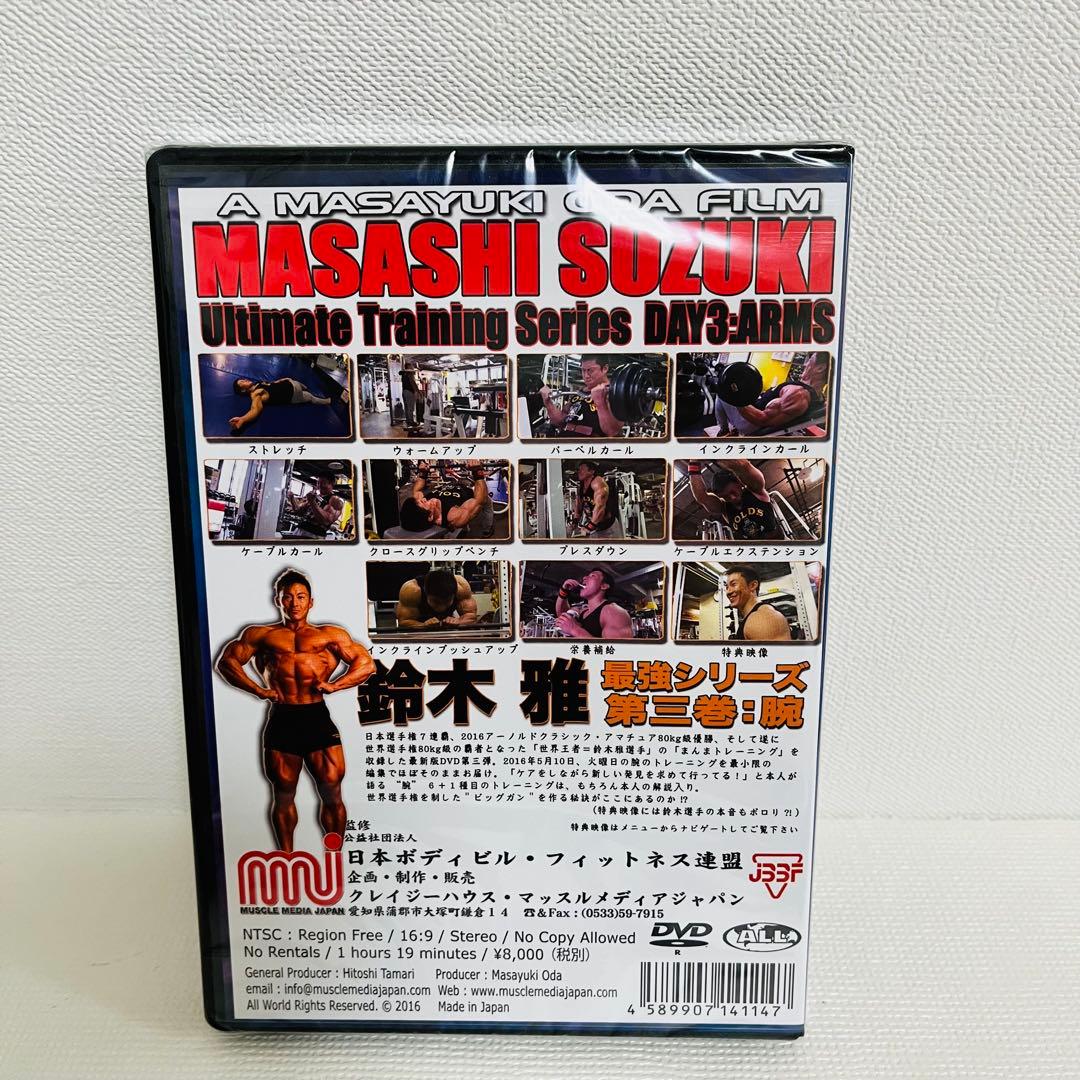 A MASAYUKI ODA FILM
MASASHI SUZUKI
Ultimate Training Series DAY3:ARMS
ストレッチ
ウォームアップ
バーベルカール
インクラインカール
ケーブルカール
クロースグリップベンチ
プレスダウン
ケーブルエクステンション
インクラインプッシュアップ
栄養補給
特典映像
鈴木 雅
最強シリーズ
第三巻:腕
日本選手権7連覇、2016アーノルドクラシック・アマチュア80kg級優勝、そして遂に
世界選手権80kg級の覇者となった「世界王者=鈴木雅選手」の「まんまトレーニング」を
収録した最新版DVD第三弾。2016年5月10日、火曜日の腕のトレーニングを最小限の
編集でほぼそのままお届け。「ケアをしながら新しい発見を求めて行ってる!」と本人が
語る "腕" 6+1種目のトレーニングは、もちろん本人の解説入り。
世界選手権を制した"ビッグガン"を作る秘訣がここにあるのか!?
(特典映像には鈴木選手の本音もポロリ?!)
特典映像はメニューからナビゲートしてご覧下さい
監修
公益社団法人
日本ボディビル・フィットネス連盟
JBBF
企画・制作・販売
クレイジーハウス・マッスルメディアジャパン
mj
MUSCLE MEDIA JAPAN
愛知県蒲郡市大塚町鎌倉14 ☎&Fax:(0533)59-7915
NTSC : Region Free / 16:9 / Stereo / No Copy Allowed
No Rentals / 1 hours 19 minutes / ¥8,000 (税別)
DVD
R
ALL
General Producer : Hitoshi Tamari Producer : Masayuki Oda
email : info@musclemediajapan.com Web : www.musclemediajapan.com
All World Rights Reserved. © 2016 Made in Japan
4 589907 141147